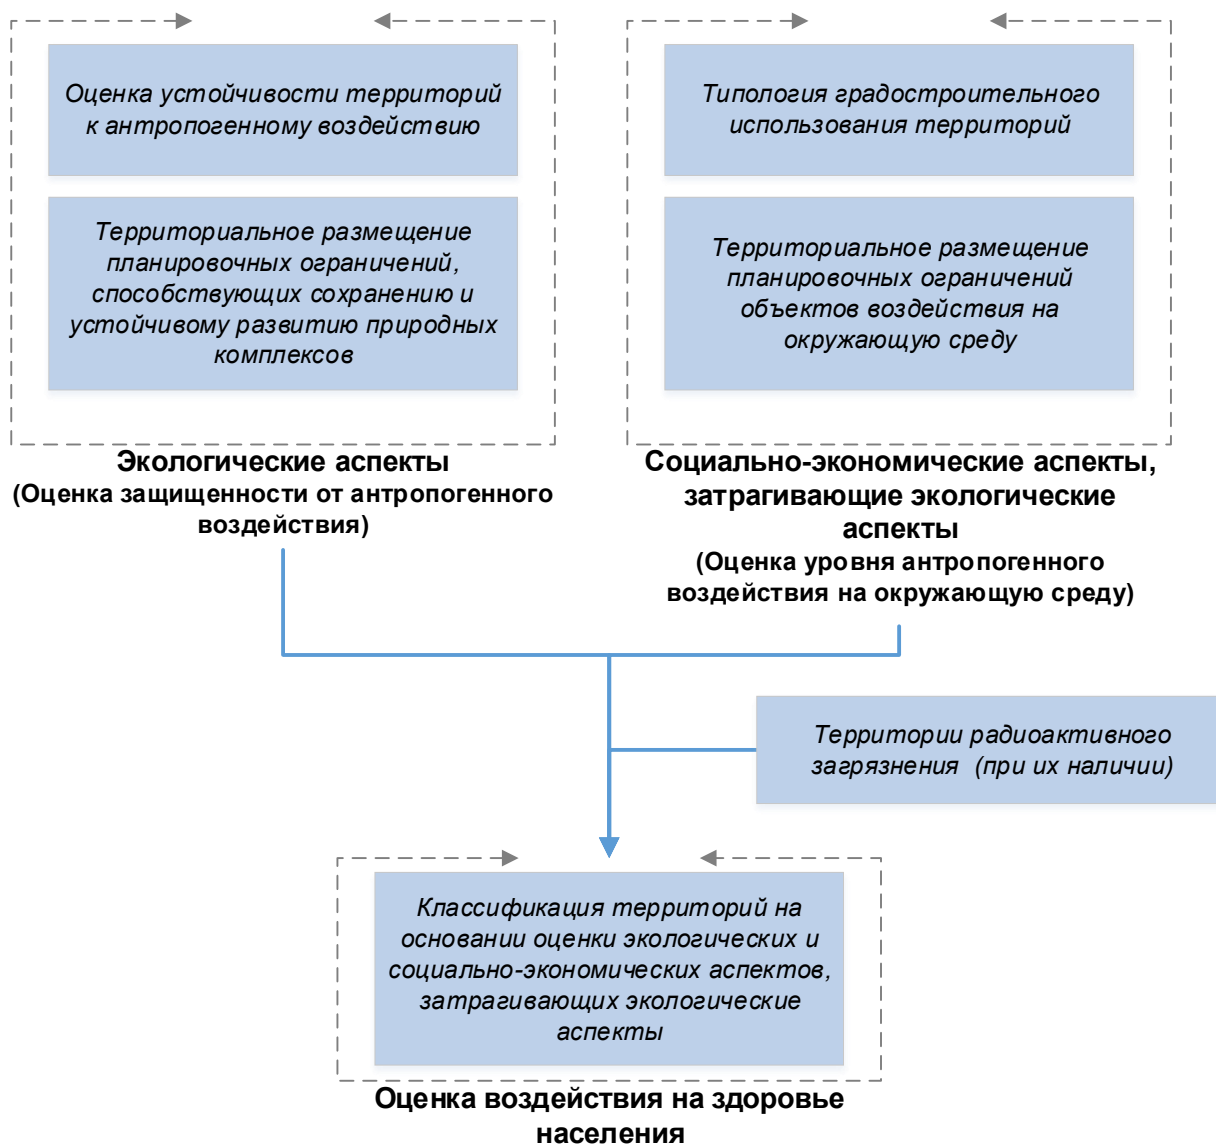 Оценка устойчивости территорий
к антропогенному воздействию
Территориальное размещение
планировочных ограничений,
способствующих сохранению и
устойчивому развитию природных
комплексов
Экологические аспекты
(Оценка защищенности от антропогенного
воздействия)
Типология градостроительного
использования территорий
Территориальное размещение
планировочных ограничений
объектов воздействия на
окружающую среду
Социально-экономические аспекты,
затрагивающие экологические
аспекты
(Оценка уровня антропогенного
воздействия на окружающую среду)
Территории радиоактивного
загрязнения (при их наличии)
Классификация территорий на
основании оценки экологических и
социально-экономических аспектов,
затрагивающих экологические
аспекты
Оценка воздействия на здоровье
населения